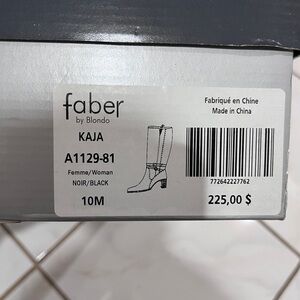 faber
by Blondo
KAJA
A1129-81
Femme/Woman
NOIR/BLACK
10M
Fabriqué en Chine
Made in China
772642227762
225,00 $